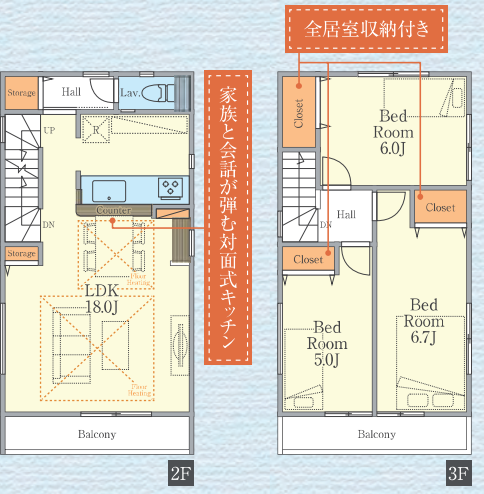 全居室収納付き
家族と会話が弾む対面式キッチン
Storage
Hall
Lav.
UP
R
DN
Counter
Storage
Floor
Heating
LDK
18.0J
Floor
Heating
Balcony
2F
Closet
Bed
Room
6.0J
Hall
DN
Closet
Closet
Bed
Room
5.0J
Bed
Room
6.7J
Balcony
3F